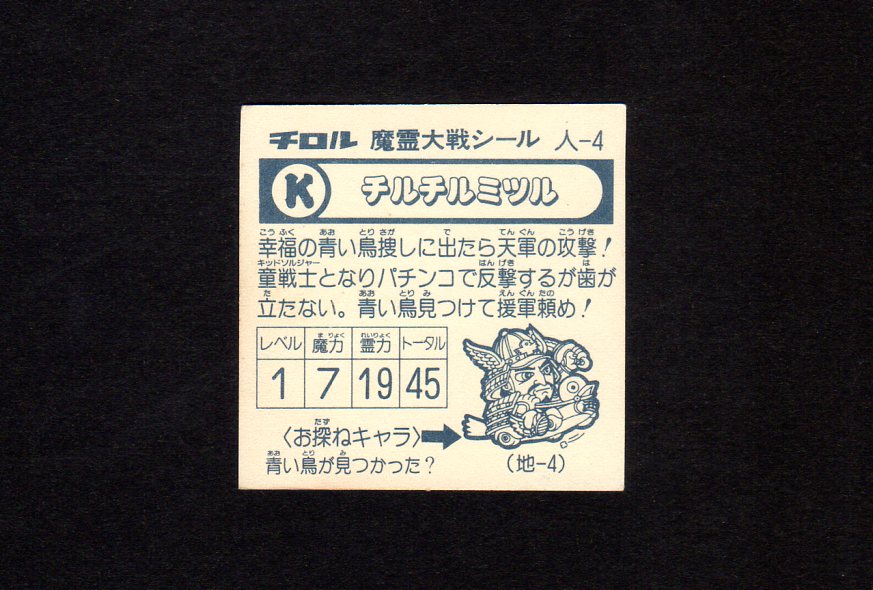 チロル 魔霊大戦シール 人-4
K チルチルミツル
こうふく あお とりさが で てんぐん こうげき
幸福の青い鳥捜しに出たら天軍の攻撃!
キッドソルジャー はんげき は
童戦士となりパチンコで反撃するが歯が
た あお とり み えんぐん たの
立たない。青い鳥見つけて援軍頼め!
レベル 魔力 霊力 トータル
まりょく れいりょく
1 7 19 45
たず
〈お探ねキャラ〉
あお とり み
青い鳥が見つかった?
(地-4)